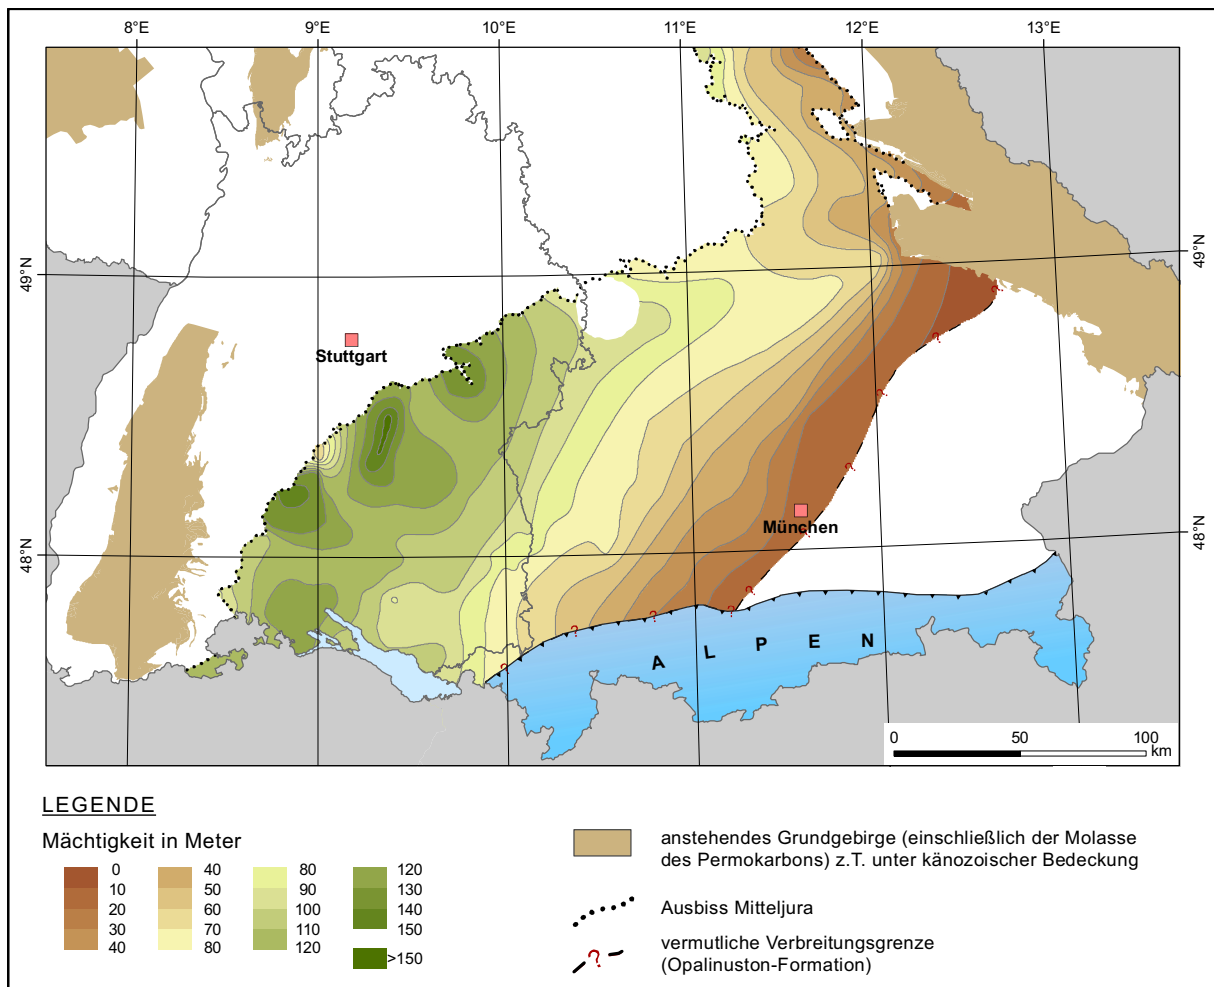 8°E 9°E 10°E 11°E 12°E 13°E
49°N 49°N
Stuttgart
München
48°N 48°N
? ? ? ? ? ? ? ? ? ?
A L P E N
0 50 100
km
LEGENDE
Mächtigkeit in Meter
0
10
20
30
40
40
50
60
70
80
80
90
100
110
120
120
130
140
150
>150
anstehendes Grundgebirge (einschließlich der Molasse
des Permokarbons) z.T. unter känozoischer Bedeckung
Ausbiss Mitteljura
?
vermutliche Verbreitungsgrenze
(Opalinuston-Formation)